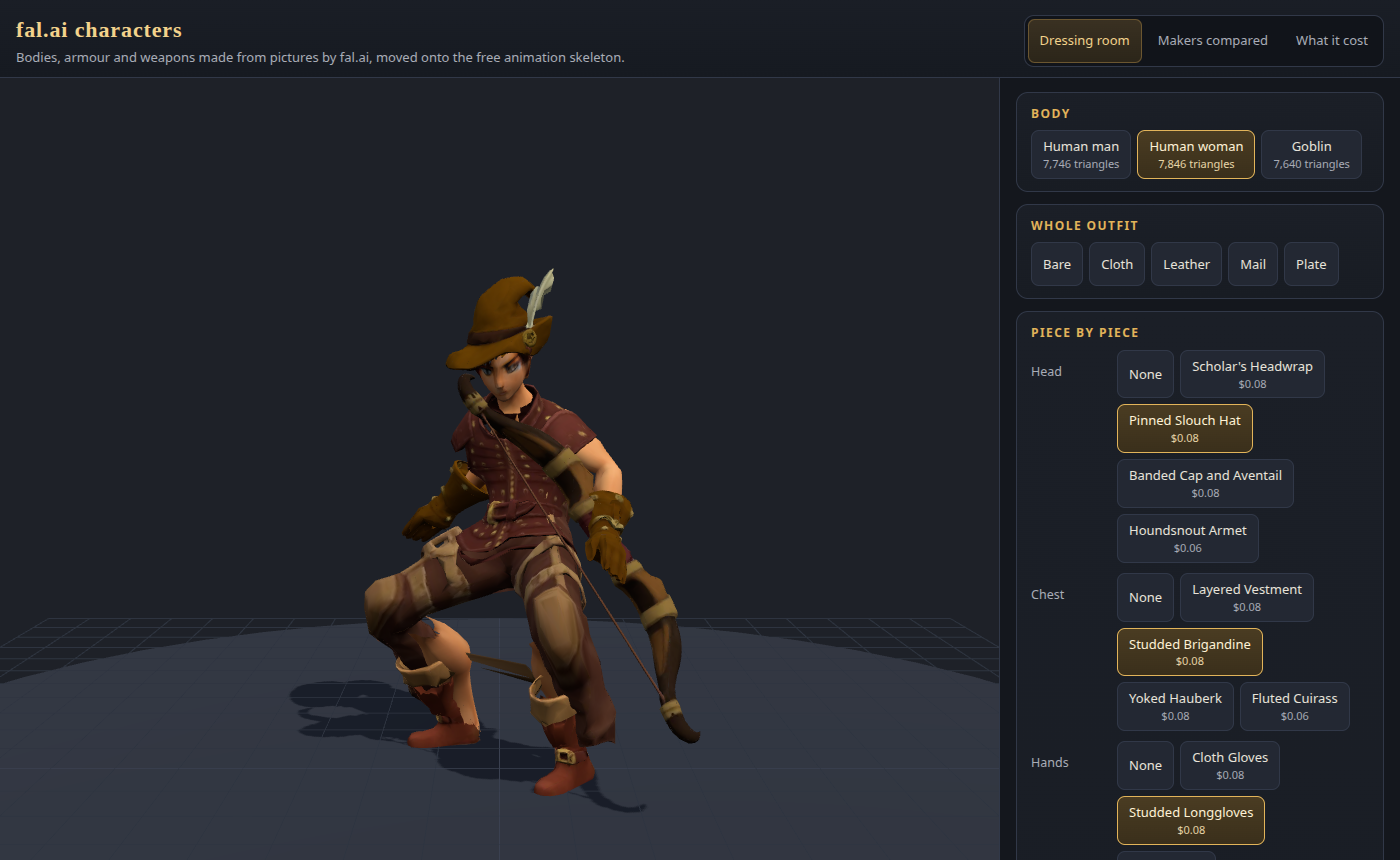 fal.ai characters
Bodies, armour and weapons made from pictures by fal.ai, moved onto the free animation skeleton.
Dressing room
Makers compared
What it cost
BODY
Human man
7,746 triangles
Human woman
7,846 triangles
Goblin
7,640 triangles
WHOLE OUTFIT
Bare
Cloth
Leather
Mail
Plate
PIECE BY PIECE
Head
None
Scholar's Headwrap
$0.08
Pinned Slouch Hat
$0.08
Banded Cap and Aventail
$0.08
Houndsnout Armet
$0.06
Chest
None
Layered Vestment
$0.08
Studded Brigandine
$0.08
Yoked Hauberk
$0.08
Fluted Cuirass
$0.06
Hands
None
Cloth Gloves
$0.08
Studded Longgloves
$0.08